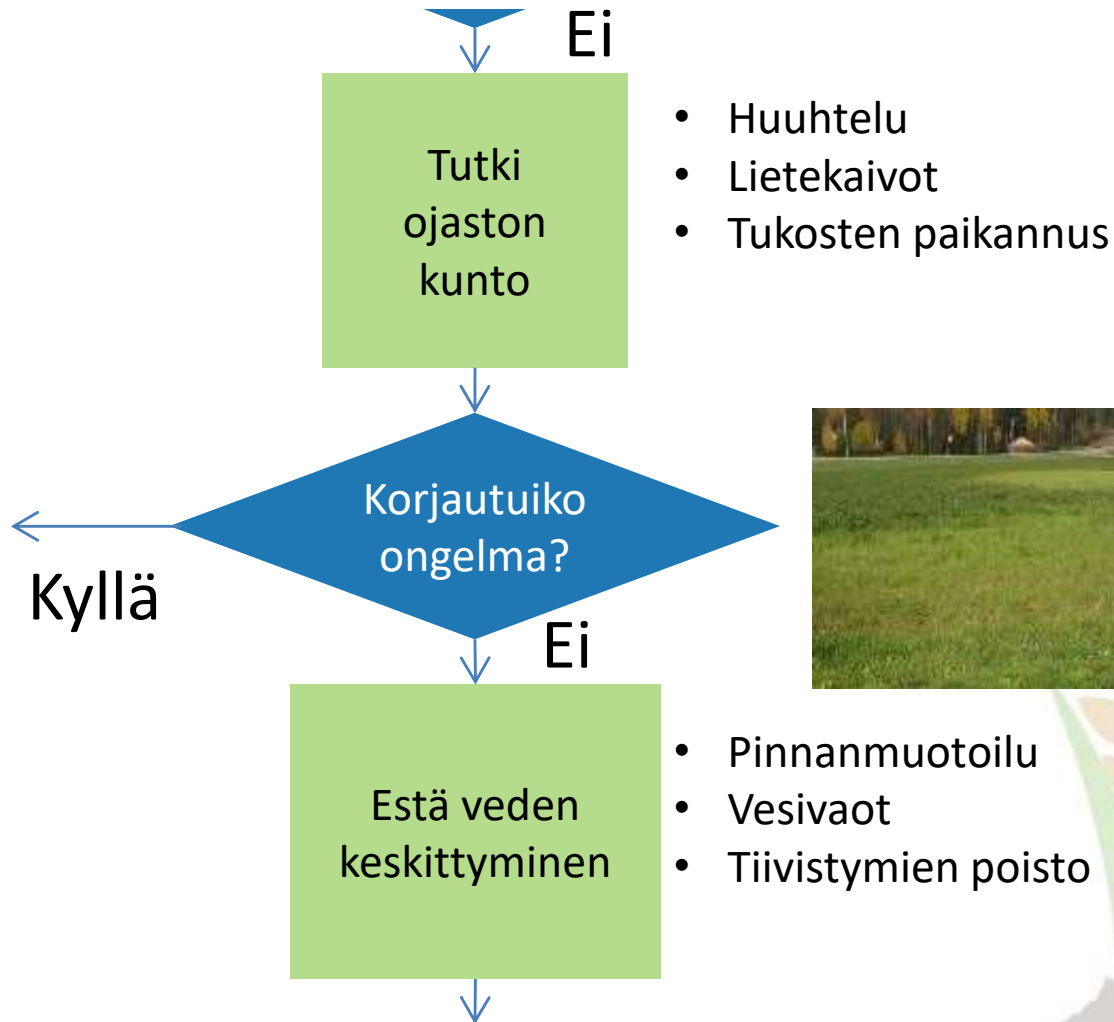 Ei
Tutki
ojaston
kunto
• Huuhtelu
• Lietekaivot
• Tukosten paikannus
Korjautuiko
ongelma?
Kyllä
Ei
Estä veden
keskittyminen
• Pinnanmuotoilu
• Vesivaot
• Tiivistymien poisto